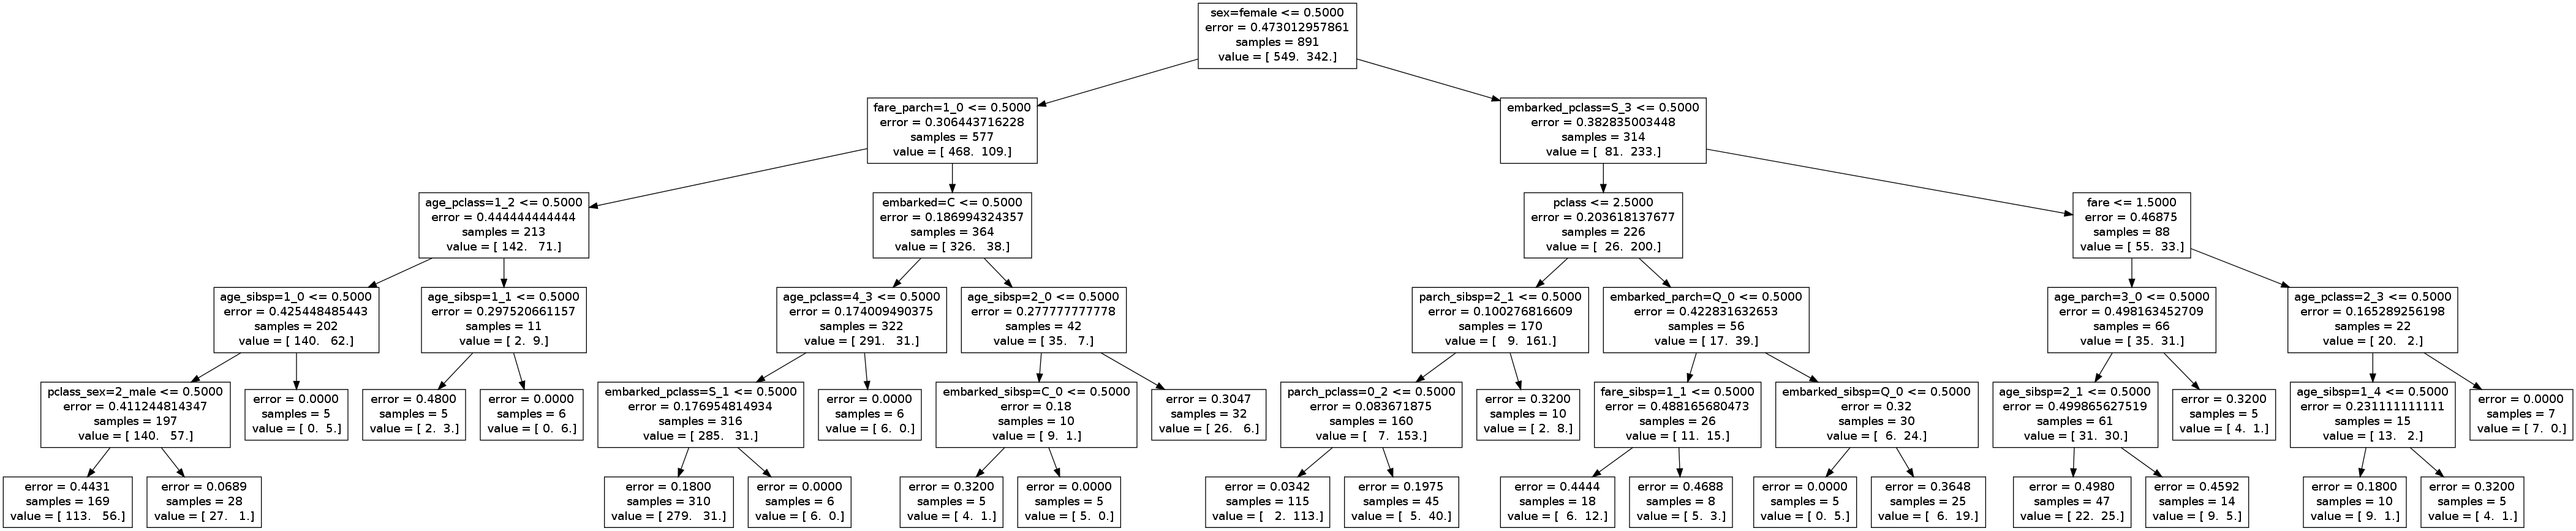 sex=female <= 0.5000
error = 0.473012957861
samples = 891
value = [ 549.  342.]
fare_parch=1_0 <= 0.5000
error = 0.306443716228
samples = 577
value = [ 468.  109.]
embarked_pclass=S_3 <= 0.5000
error = 0.382835003448
samples = 314
value = [  81.  233.]
age_pclass=1_2 <= 0.5000
error = 0.444444444444
samples = 213
value = [ 142.   71.]
embarked=C <= 0.5000
error = 0.186994324357
samples = 364
value = [ 326.   38.]
pclass <= 2.5000
error = 0.203618137677
samples = 226
value = [  26.  200.]
fare <= 1.5000
error = 0.46875
samples = 88
value = [ 55.  33.]
age_sibsp=1_0 <= 0.5000
error = 0.425448485443
samples = 202
value = [ 140.   62.]
age_sibsp=1_1 <= 0.5000
error = 0.297520661157
samples = 11
value = [ 2.  9.]
age_pclass=4_3 <= 0.5000
error = 0.174009490375
samples = 322
value = [ 291.   31.]
age_sibsp=2_0 <= 0.5000
error = 0.277777777778
samples = 42
value = [ 35.   7.]
parch_sibsp=2_1 <= 0.5000
error = 0.100276816609
samples = 170
value = [   9.  161.]
embarked_parch=Q_0 <= 0.5000
error = 0.422831632653
samples = 56
value = [ 17.  39.]
age_parch=3_0 <= 0.5000
error = 0.498163452709
samples = 66
value = [ 35.  31.]
age_pclass=2_3 <= 0.5000
error = 0.165289256198
samples = 22
value = [ 20.   2.]
pclass_sex=2_male <= 0.5000
error = 0.411244814347
samples = 197
value = [ 140.   57.]
error = 0.0000
samples = 5
value = [ 0.  5.]
error = 0.4800
samples = 5
value = [ 2.  3.]
error = 0.0000
samples = 6
value = [ 0.  6.]
embarked_pclass=S_1 <= 0.5000
error = 0.176954814934
samples = 316
value = [ 285.   31.]
error = 0.0000
samples = 6
value = [ 6.  0.]
embarked_sibsp=C_0 <= 0.5000
error = 0.18
samples = 10
value = [ 9.  1.]
error = 0.3047
samples = 32
value = [ 26.   6.]
parch_pclass=0_2 <= 0.5000
error = 0.083671875
samples = 160
value = [   7.  153.]
error = 0.3200
samples = 10
value = [ 2.  8.]
fare_sibsp=1_1 <= 0.5000
error = 0.488165680473
samples = 26
value = [ 11.  15.]
embarked_sibsp=Q_0 <= 0.5000
error = 0.32
samples = 30
value = [  6.  24.]
age_sibsp=2_1 <= 0.5000
error = 0.499865627519
samples = 61
value = [ 31.  30.]
error = 0.3200
samples = 5
value = [ 4.  1.]
age_sibsp=1_4 <= 0.5000
error = 0.231111111111
samples = 15
value = [ 13.   2.]
error = 0.0000
samples = 7
value = [ 7.  0.]
error = 0.4431
samples = 169
value = [ 113.   56.]
error = 0.0689
samples = 28
value = [ 27.   1.]
error = 0.1800
samples = 310
value = [ 279.   31.]
error = 0.0000
samples = 6
value = [ 6.  0.]
error = 0.3200
samples = 5
value = [ 4.  1.]
error = 0.0000
samples = 5
value = [ 5.  0.]
error = 0.0342
samples = 115
value = [   2.  113.]
error = 0.1975
samples = 45
value = [  5.  40.]
error = 0.4444
samples = 18
value = [  6.  12.]
error = 0.4688
samples = 8
value = [ 5.  3.]
error = 0.0000
samples = 5
value = [ 0.  5.]
error = 0.3648
samples = 25
value = [  6.  19.]
error = 0.4980
samples = 47
value = [ 22.  25.]
error = 0.4592
samples = 14
value = [ 9.  5.]
error = 0.1800
samples = 10
value = [ 9.  1.]
error = 0.3200
samples = 5
value = [ 4.  1.]